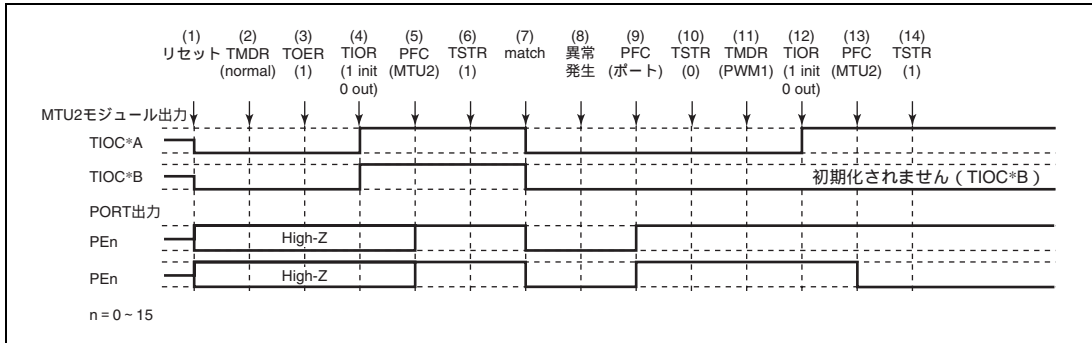 (1) (2) (3) (4) (5) (6) (7) (8) (9) (10) (11) (12) (13) (14)
リセット TMDR TOER TIOR PFC TSTR match 異常 PFC TSTR TMDR TIOR PFC TSTR
(normal) (1) (1 init (MTU2) (1) 発生 (ポート) (0) (PWM1) (1 init (MTU2) (1)
0 out) 0 out)
MTU2モジュール出力
TIOC*A
TIOC*B 初期化されません(TIOC*B)
PORT出力
PEn High-Z
PEn High-Z
n = 0~15